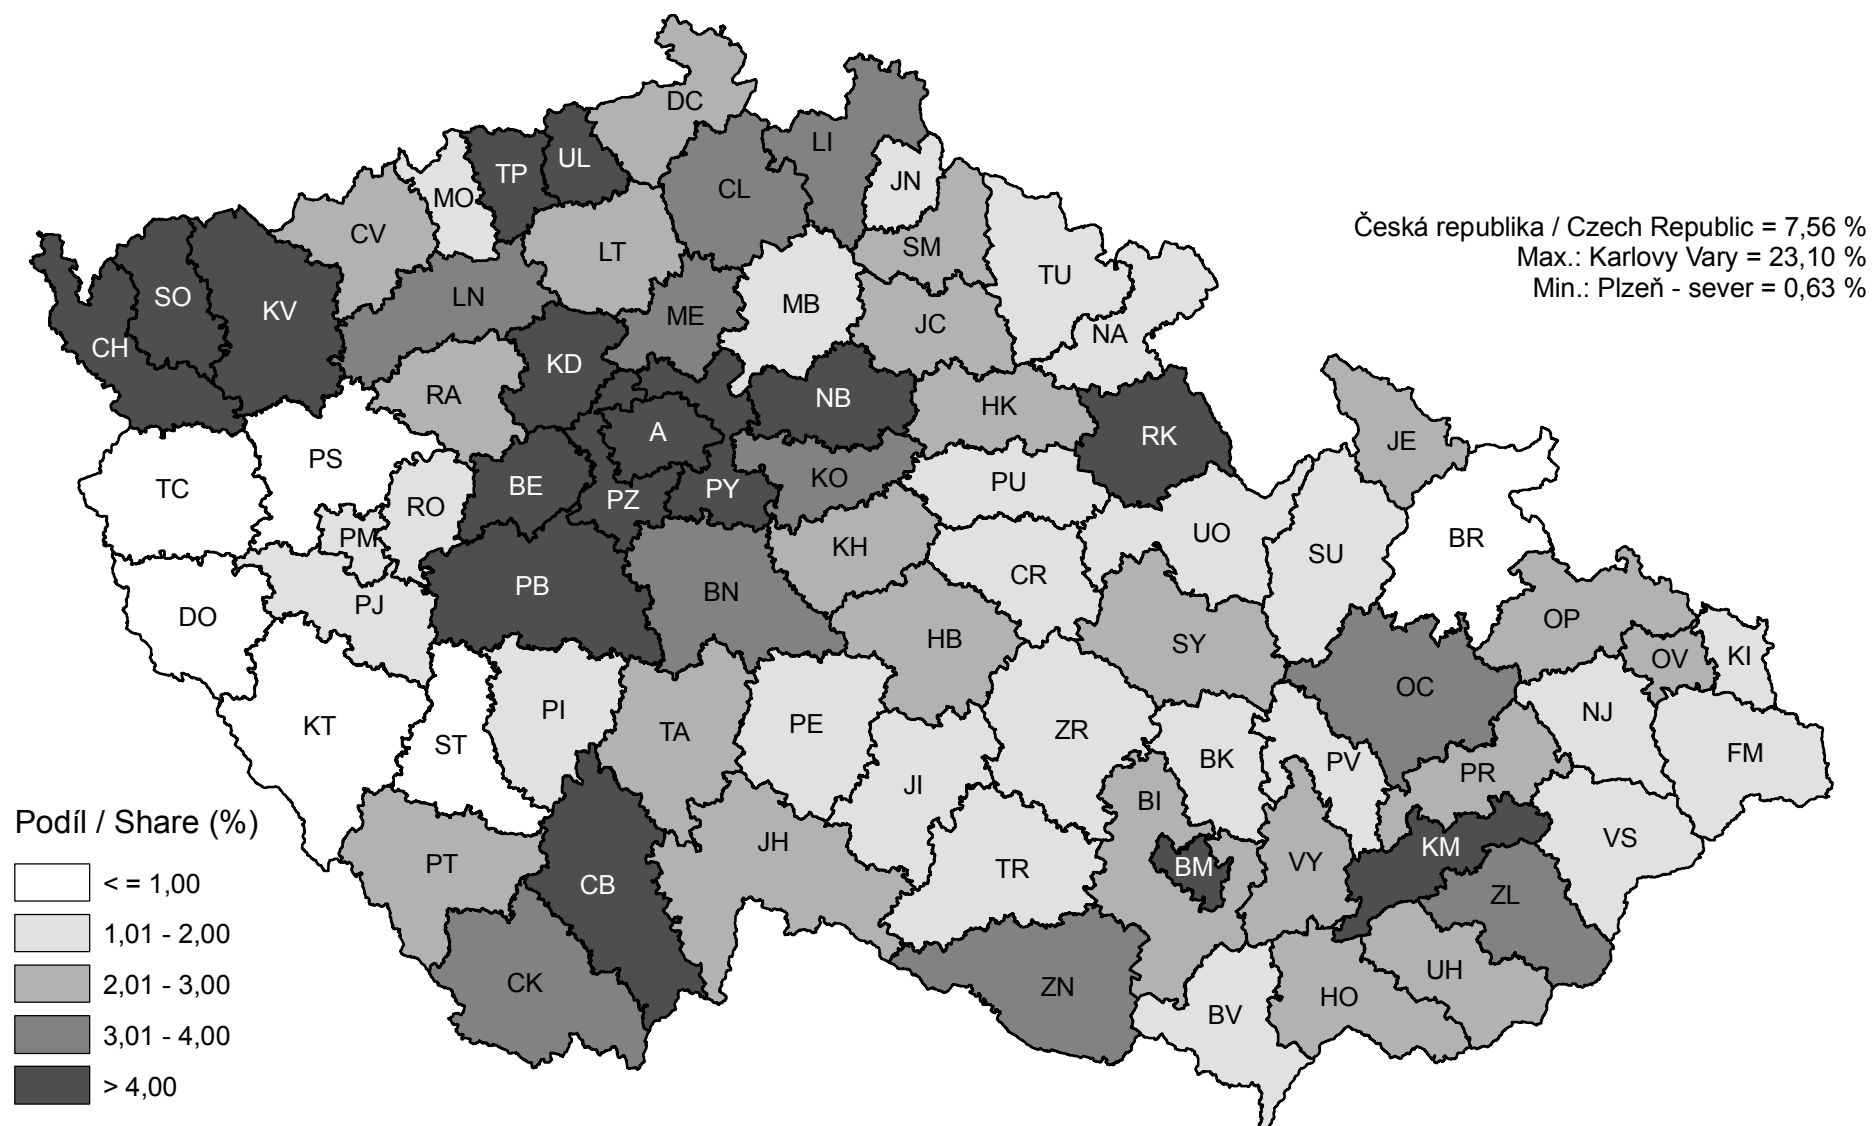 DC
LI
UL
TP
JN
CL
MO
CV
SM
LT
TU
Česká republika / Czech Republic = 7,56 %
Max.: Karlovy Vary = 23,10 %
Min.: Plzeň - sever = 0,63 %
SO
KV
LN
MB
ME
JC
NA
CH
KD
RA
NB
HK
A
RK
JE
PS
TC
KO
PU
BE
PY
PZ
RO
PM
UO
BR
KH
SU
CR
PB
BN
PJ
DO
OP
HB
SY
OV
KI
OC
PI
NJ
KT
TA
PE
ZR
ST
FM
BK
PV
PR
JI
BI
Podíl / Share (%)
JH
VS
KM
VY
PT
BM
TR
CB
< = 1,00
ZL
1,01 - 2,00
UH
CK
2,01 - 3,00
ZN
HO
BV
3,01 - 4,00
> 4,00